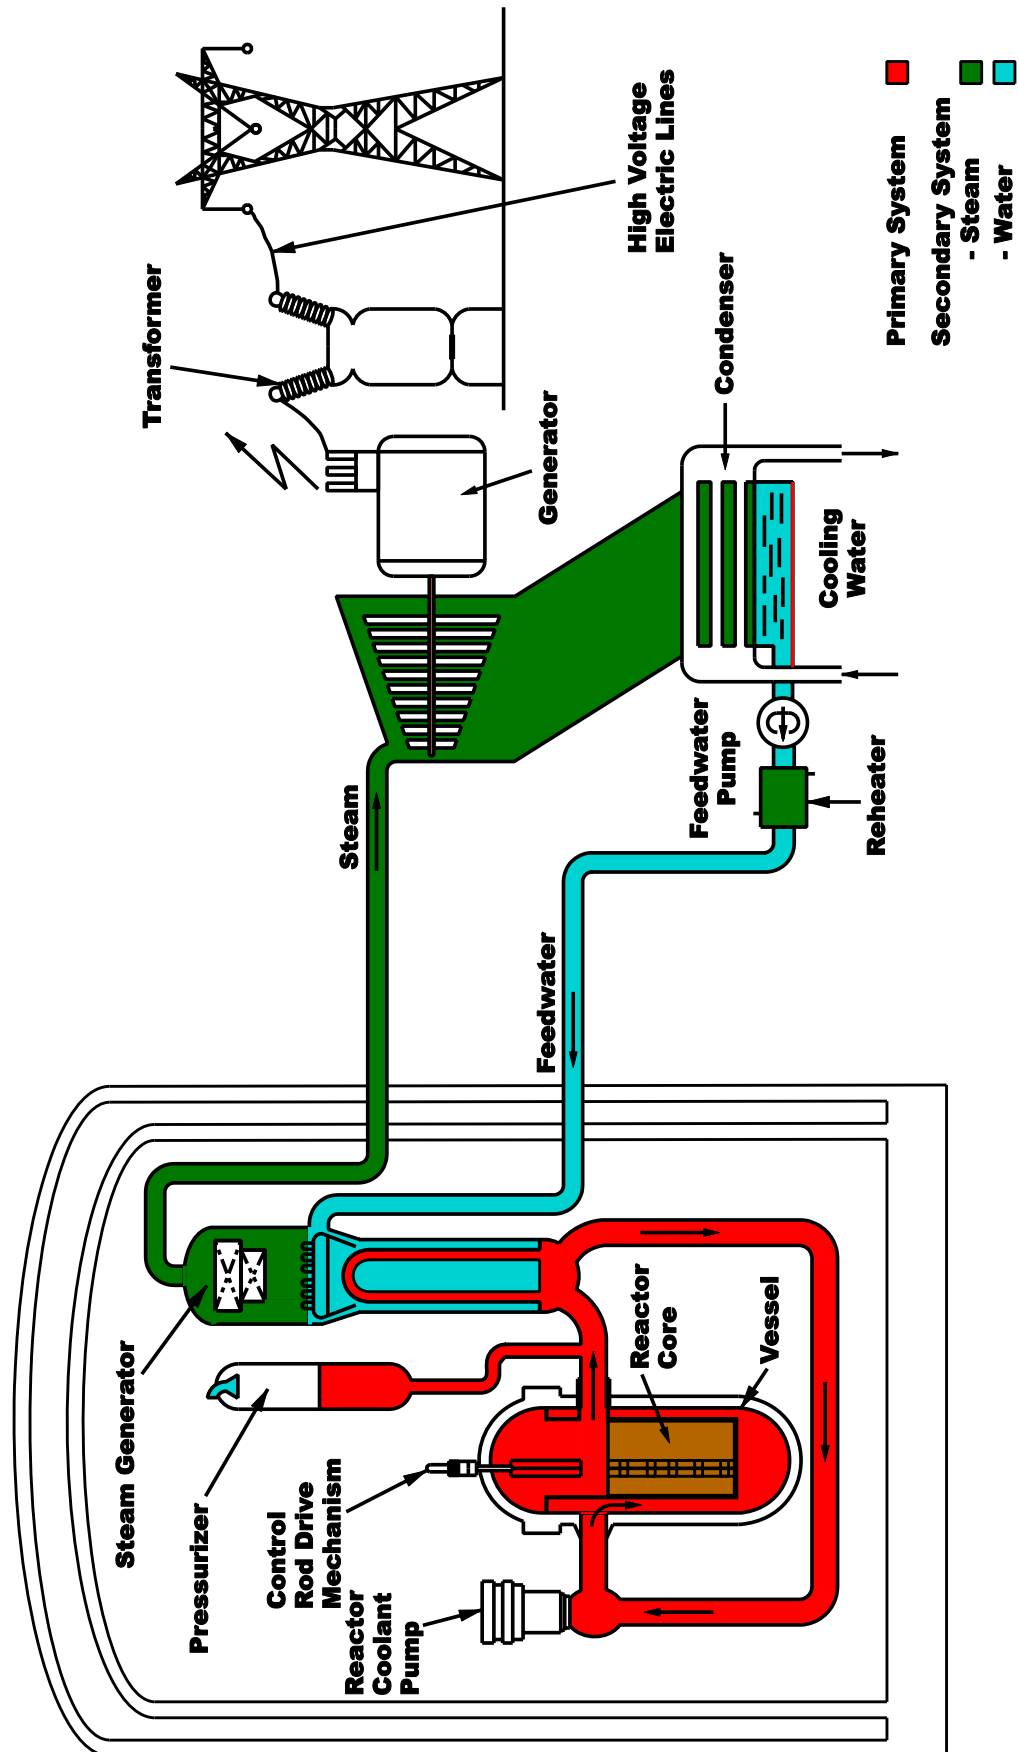 Steam Generator
Pressurizer
Control
Rod Drive
Mechanism
Reactor
Coolant
Pump
Reactor
Core
Vessel
Steam
Feedwater
Feedwater
Pump
Reheater
Cooling
Water
Condenser
Generator
Transformer
High Voltage
Electric Lines
Primary System
Secondary System
- Steam
- Water